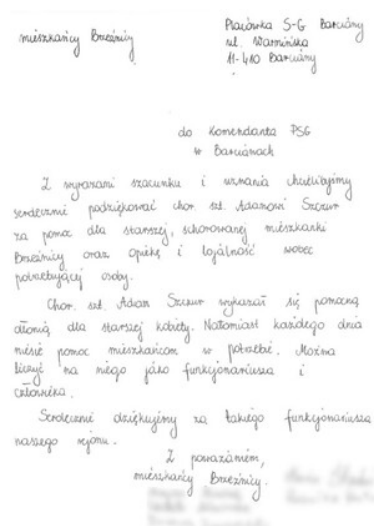 mieszkańcy Brzeźnicy
Placówka S-G Barciany
ul. Warmińska
11-410 Barciany
do Komendanta PSG
w Barcianach
Z wyrazami szacunku i uznania chcielibyśmy
serdecznie podziękować chor. szt. Adamowi Szczur
za pomoc dla starszej, schorowanej mieszkanki
Brzeźnicy oraz opiekę i lojalność wobec
potrzebującej osoby.
Chor. szt. Adam Szczur wykazał się pomocną
dłonią dla starszej kobiety. Natomiast każdego dnia
niesie pomoc mieszkańcom w potrzebie. Można
liczyć na niego jako funkcjonariusza i
człowieka.
Serdecznie dziękujemy za takiego funkcjonariusza
naszego rejonu.
Z poważaniem,
mieszkańcy Brzeźnicy.